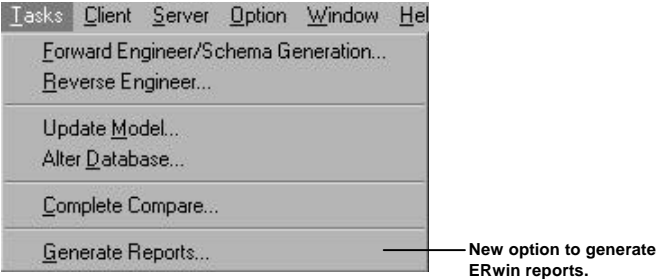 Tasks Client Server Option Window Hel
Forward Engineer/Schema Generation...
Reverse Engineer...
Update Model...
Alter Database...
Complete Compare...
Generate Reports...
New option to generate
ERwin reports.